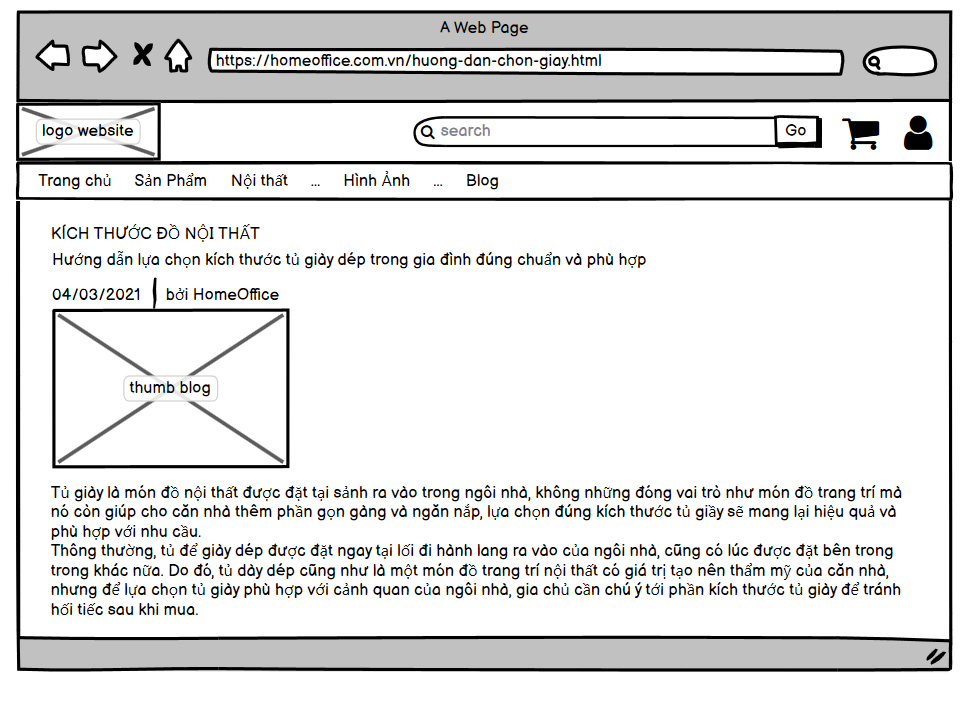 A Web Page
https://homeoffice.com.vn/huong-dan-chon-giay.html
logo website
search
Go
Trang chủ Sản Phẩm Nội thất ... Hình Ảnh ... Blog
KÍCH THƯỚC ĐỒ NỘI THẤT
Hướng dẫn lựa chọn kích thước tủ giày dép trong gia đình đúng chuẩn và phù hợp
04/03/2021 bởi HomeOffice
thumb blog
Tủ giày là món đồ nội thất được đặt tại sảnh ra vào trong ngôi nhà, không những đóng vai trò như món đồ trang trí mà
nó còn giúp cho căn nhà thêm phần gọn gàng và ngăn nắp, lựa chọn đúng kích thước tủ giầy sẽ mang lại hiệu quả và
phù hợp với nhu cầu.
Thông thường, tủ để giày dép được đặt ngay tại lối đi hành lang ra vào của ngôi nhà, cũng có lúc được đặt bên trong
trong khác nữa. Do đó, tủ dày dép cũng như là một món đồ trang trí nội thất có giá trị tạo nên thẩm mỹ của căn nhà,
nhưng để lựa chọn tủ giày phù hợp với cảnh quan của ngôi nhà, gia chủ cần chú ý tới phần kích thước tủ giày để tránh
hối tiếc sau khi mua.